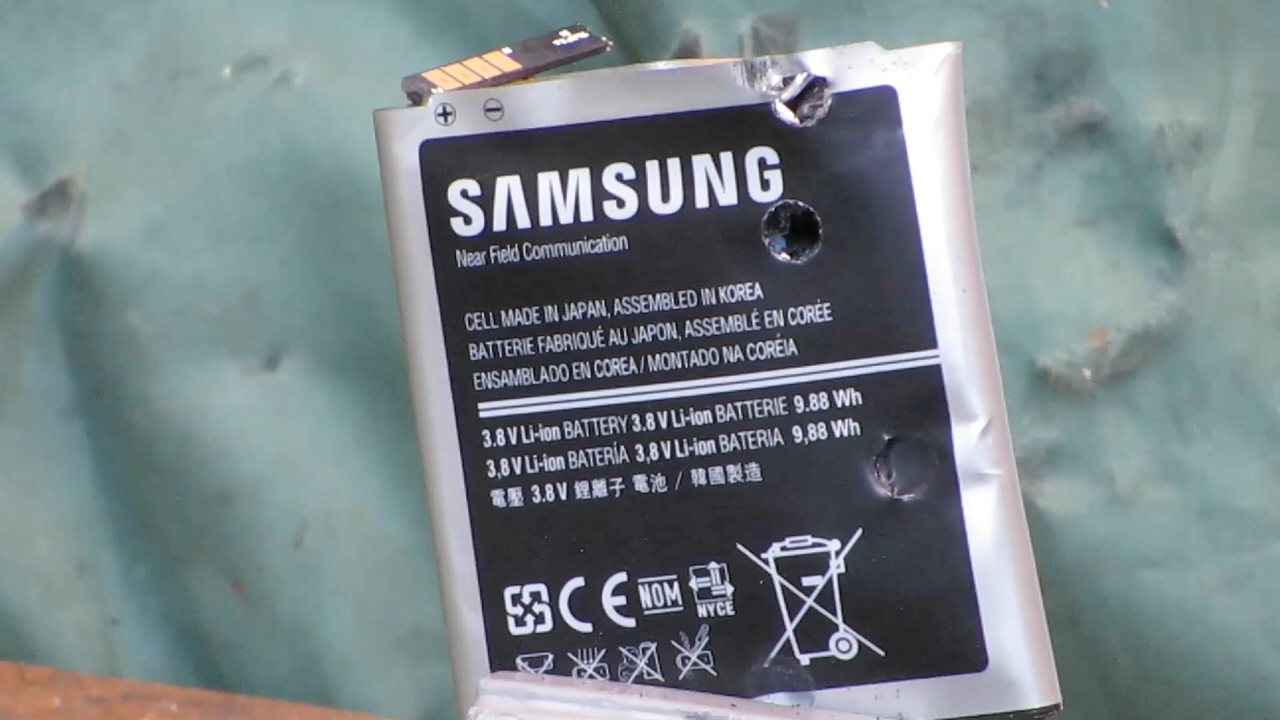 + −
SAMSUNG
Near Field Communication
CELL MADE IN JAPAN, ASSEMBLED IN KOREA
BATTERIE FABRIQUÉ AU JAPON, ASSEMBLÉ EN CORÉE
ENSAMBLADO EN COREA / MONTADO NA CORÉIA
3.8 V Li-ion BATTERY 3.8 V Li-ion BATTERIE 9.88 Wh
3,8 V Li-ion BATERÍA 3,8 V Li-ion BATERIA 9,88 Wh
電壓 3.8 V 鋰離子 電池 / 韓國製造
CE NOM NYCE